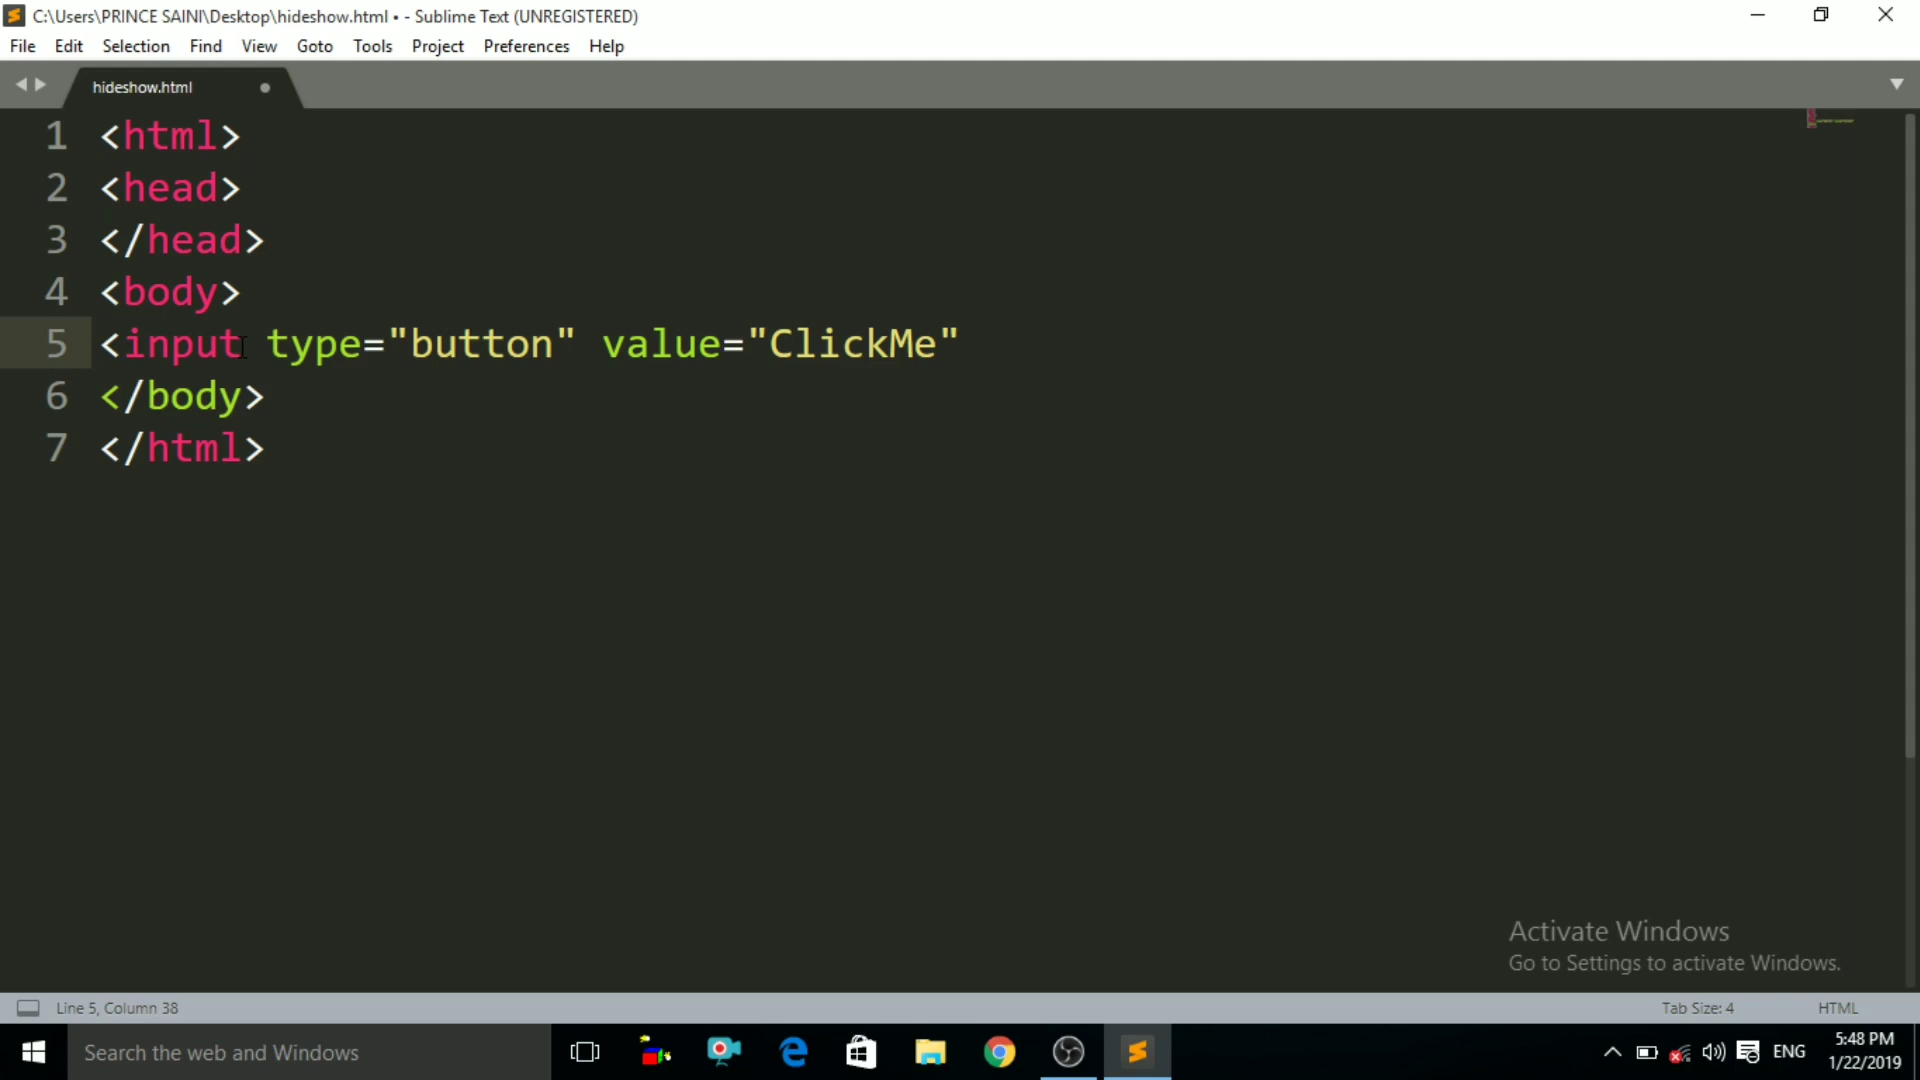 C:\Users\PRINCE SAINI\Desktop\hideshow.html • - Sublime Text (UNREGISTERED)
File Edit Selection Find View Goto Tools Project Preferences Help
hideshow.html
1 <html>
2 <head>
3 </head>
4 <body>
5 <input type="button" value="ClickMe"
6 </body>
7 </html>
Activate Windows
Go to Settings to activate Windows.
Line 5, Column 38 Tab Size: 4 HTML
Search the web and Windows ENG 5:48 PM
1/22/2019